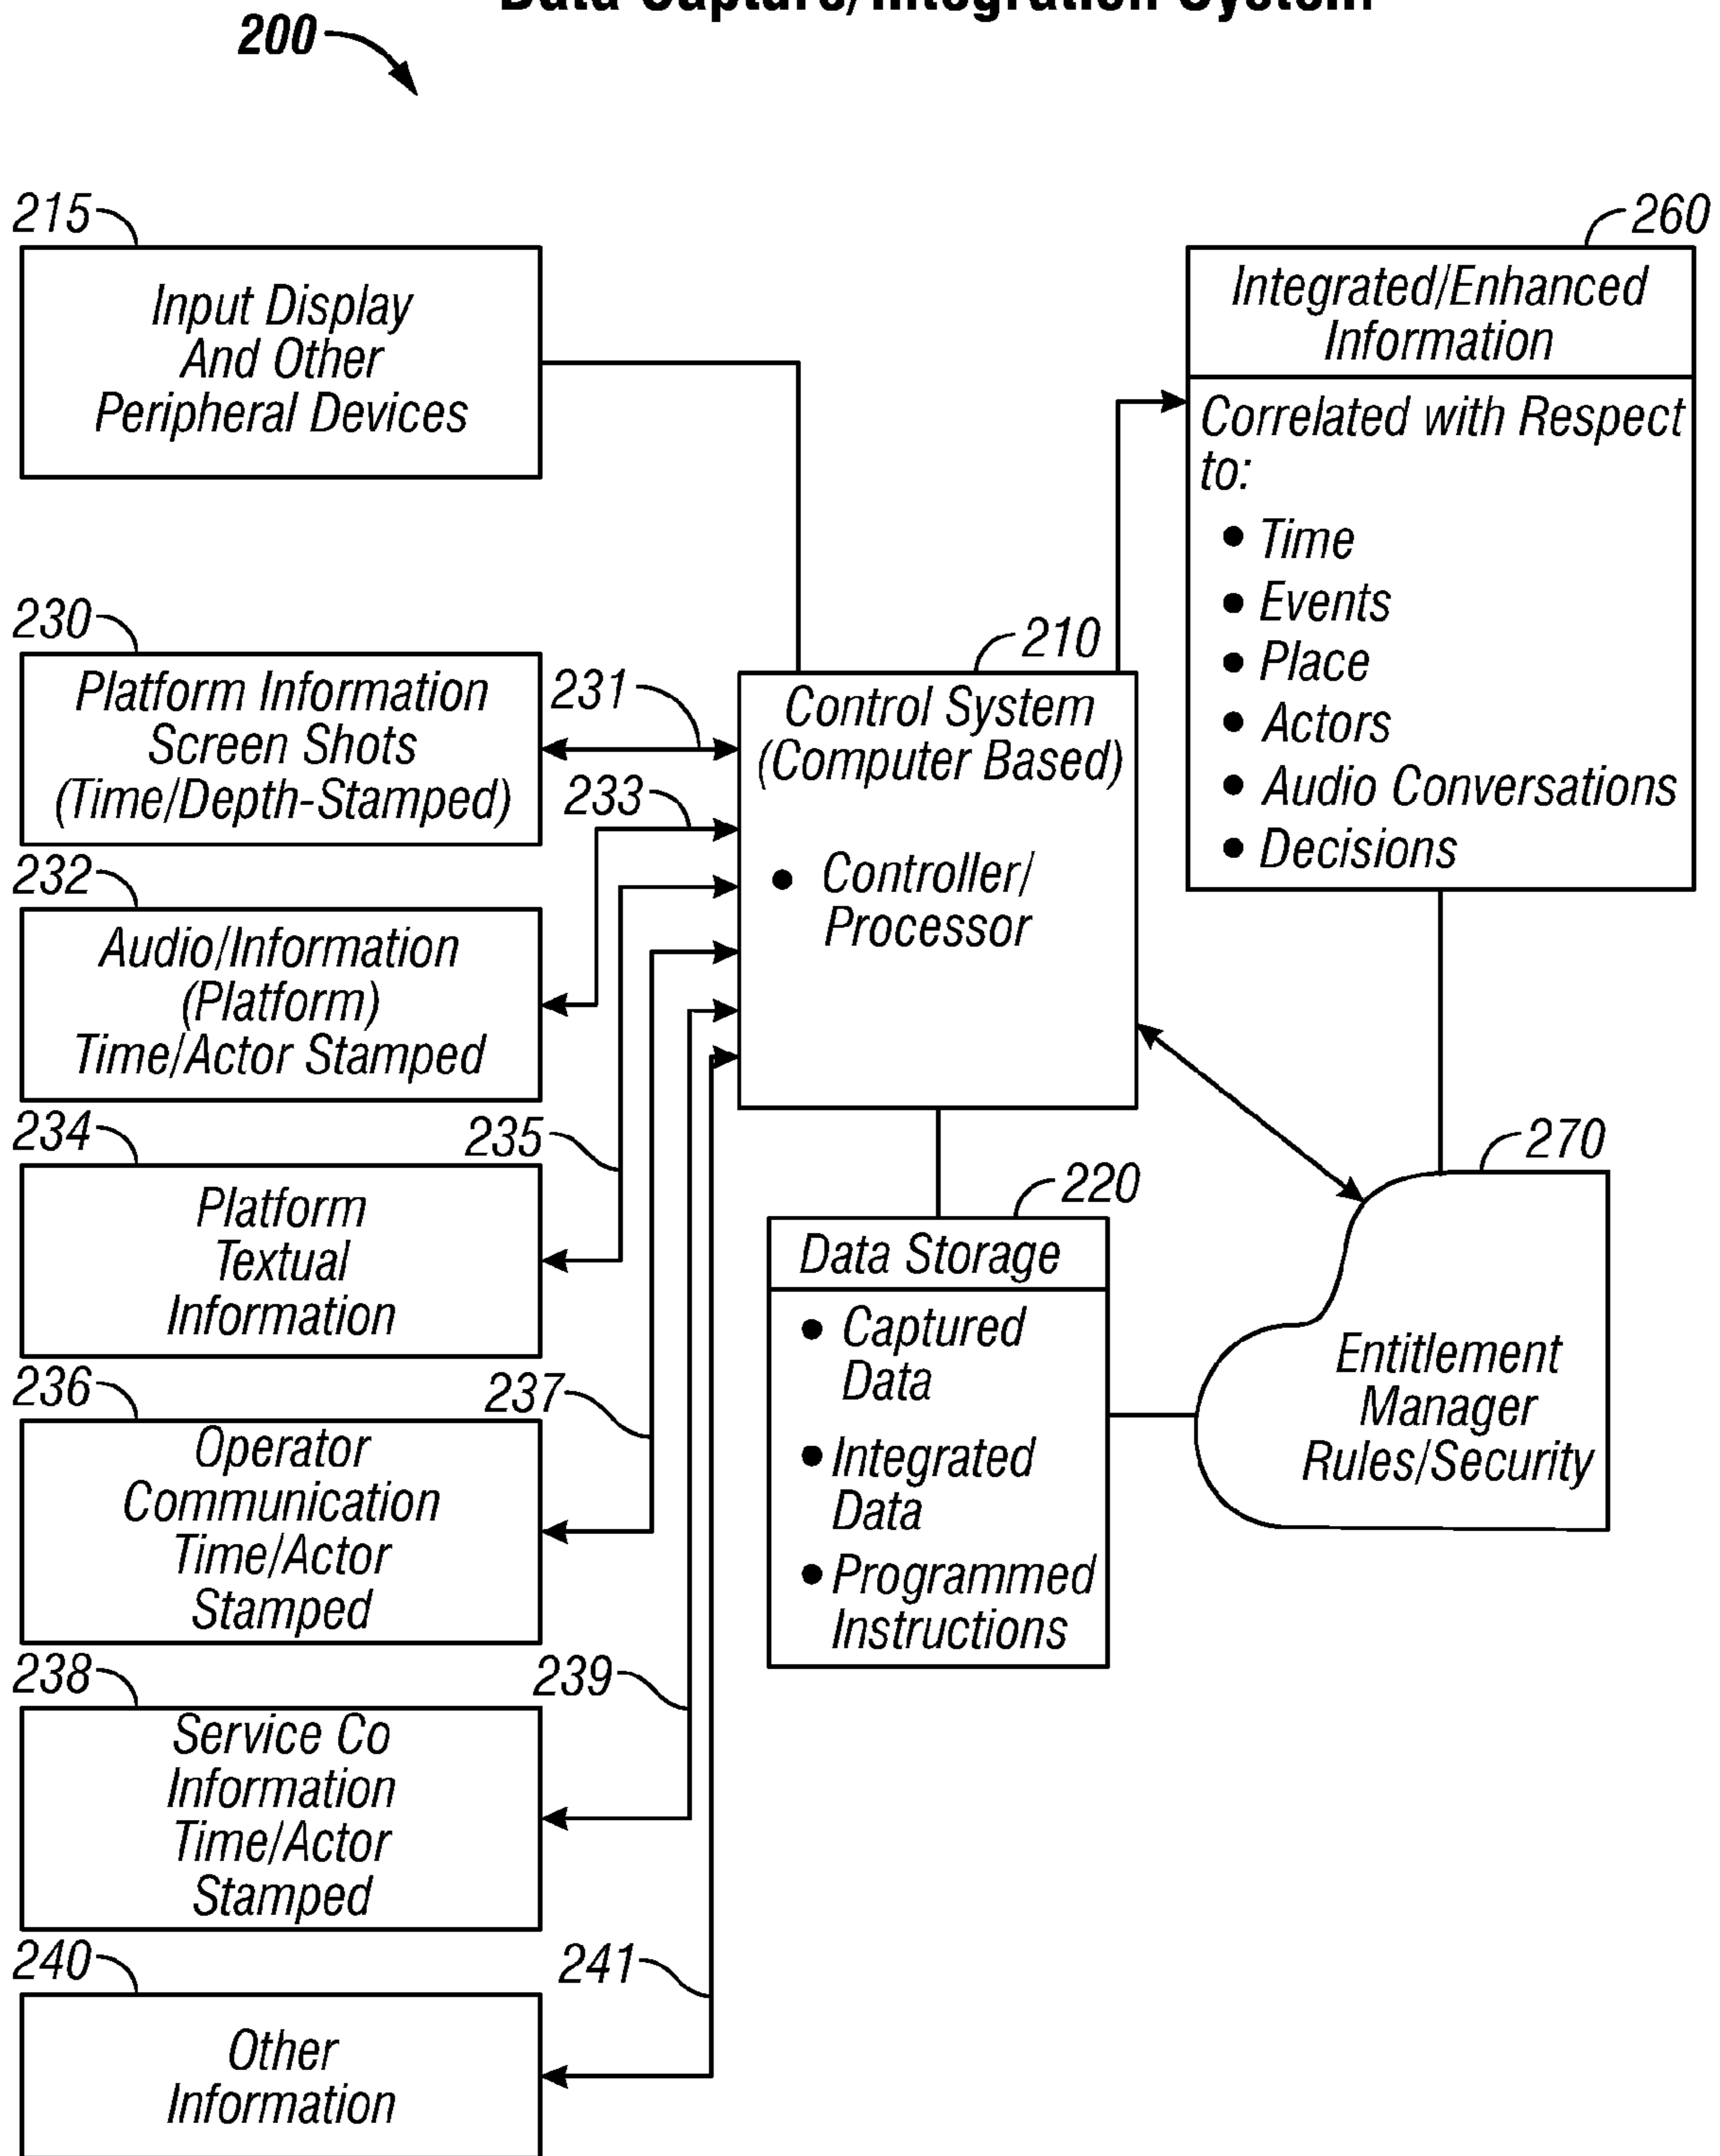 Data Capture/Integration System
200
215
Input Display
And Other
Peripheral Devices
260
Integrated/Enhanced
Information
Correlated with Respect
to:
● Time
● Events
● Place
● Actors
● Audio Conversations
● Decisions
230
Platform Information
Screen Shots
(Time/Depth-Stamped)
231
233
210
Control System
(Computer Based)
● Controller/
Processor
232
Audio/Information
(Platform)
Time/Actor Stamped
234
Platform
Textual
Information
235
236
Operator
Communication
Time/Actor
Stamped
237
238
Service Co
Information
Time/Actor
Stamped
239
240
Other
Information
241
220
Data Storage
● Captured
Data
● Integrated
Data
● Programmed
Instructions
270
Entitlement
Manager
Rules/Security